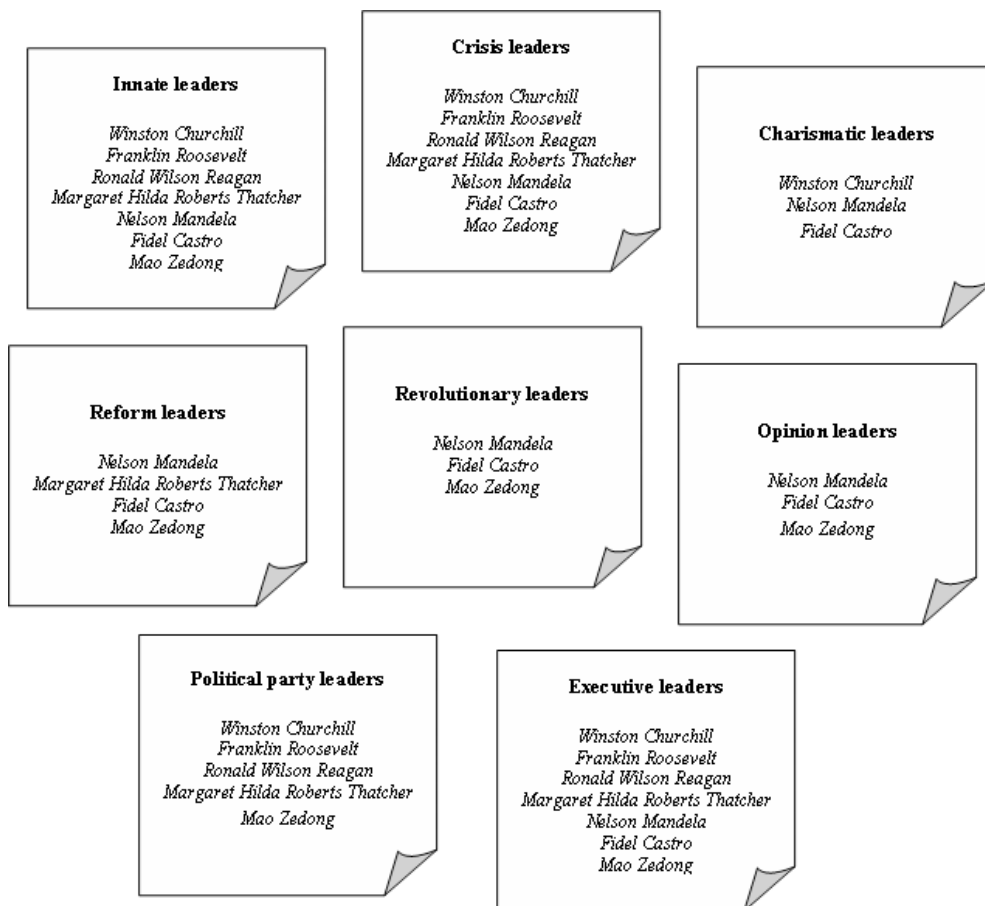 Innate leaders
Winston Churchill
Franklin Roosevelt
Ronald Wilson Reagan
Margaret Hilda Roberts Thatcher
Nelson Mandela
Fidel Castro
Mao Zedong
Crisis leaders
Winston Churchill
Franklin Roosevelt
Ronald Wilson Reagan
Margaret Hilda Roberts Thatcher
Nelson Mandela
Fidel Castro
Mao Zedong
Charismatic leaders
Winston Churchill
Nelson Mandela
Fidel Castro
Reform leaders
Nelson Mandela
Margaret Hilda Roberts Thatcher
Fidel Castro
Mao Zedong
Revolutionary leaders
Nelson Mandela
Fidel Castro
Mao Zedong
Opinion leaders
Nelson Mandela
Fidel Castro
Mao Zedong
Political party leaders
Winston Churchill
Franklin Roosevelt
Ronald Wilson Reagan
Margaret Hilda Roberts Thatcher
Mao Zedong
Executive leaders
Winston Churchill
Franklin Roosevelt
Ronald Wilson Reagan
Margaret Hilda Roberts Thatcher
Nelson Mandela
Fidel Castro
Mao Zedong